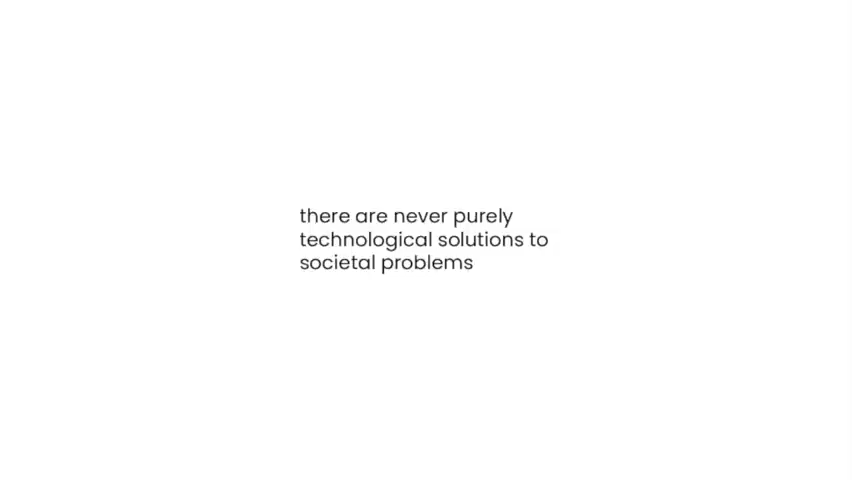 there are never purely
technological solutions to
societal problems